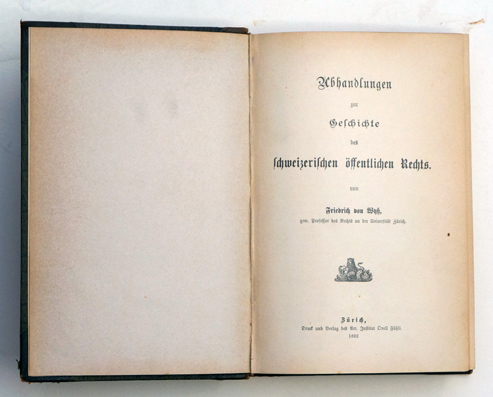 Abhandlungen
zur
Geschichte
des
schweizerischen öffentlichen Rechts.
von
Friedrich von Wyß,
gew. Professor des Rechts an der Universität Zürich.
Zürich,
Druck und Verlag des Art. Institut Orell Füßli
1892